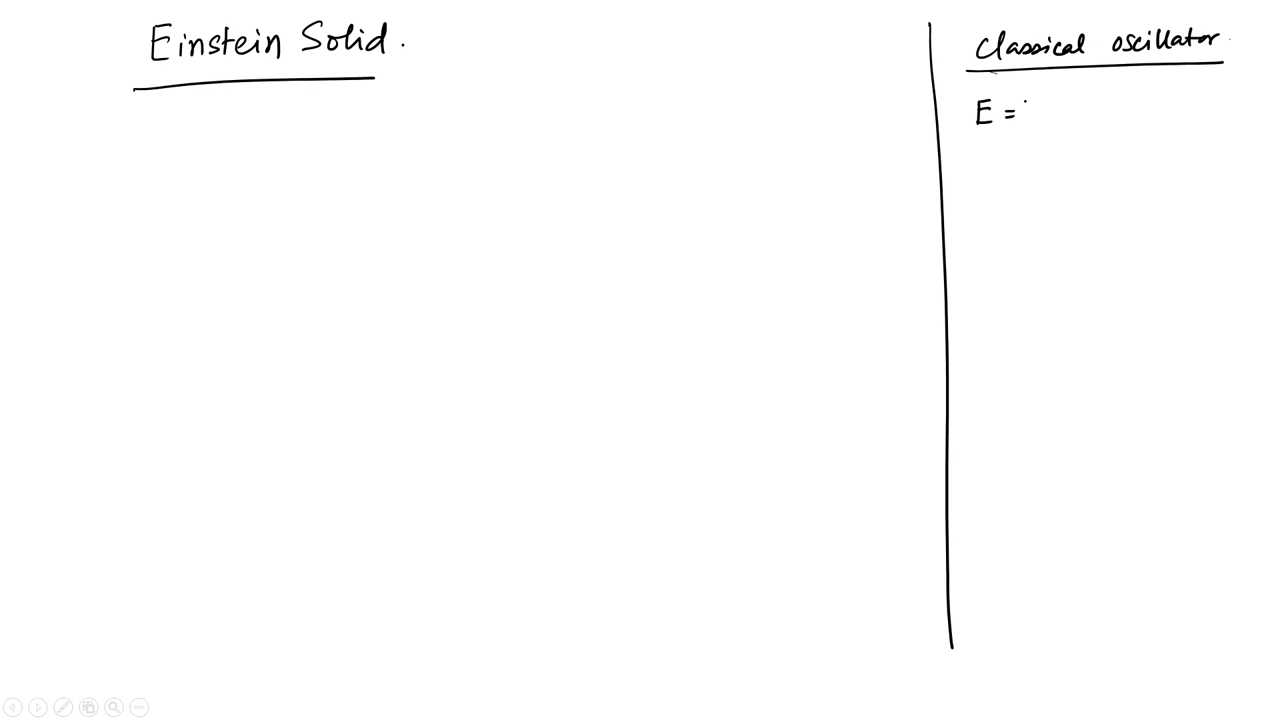 Einstein Solid.
Classical oscillator
E =